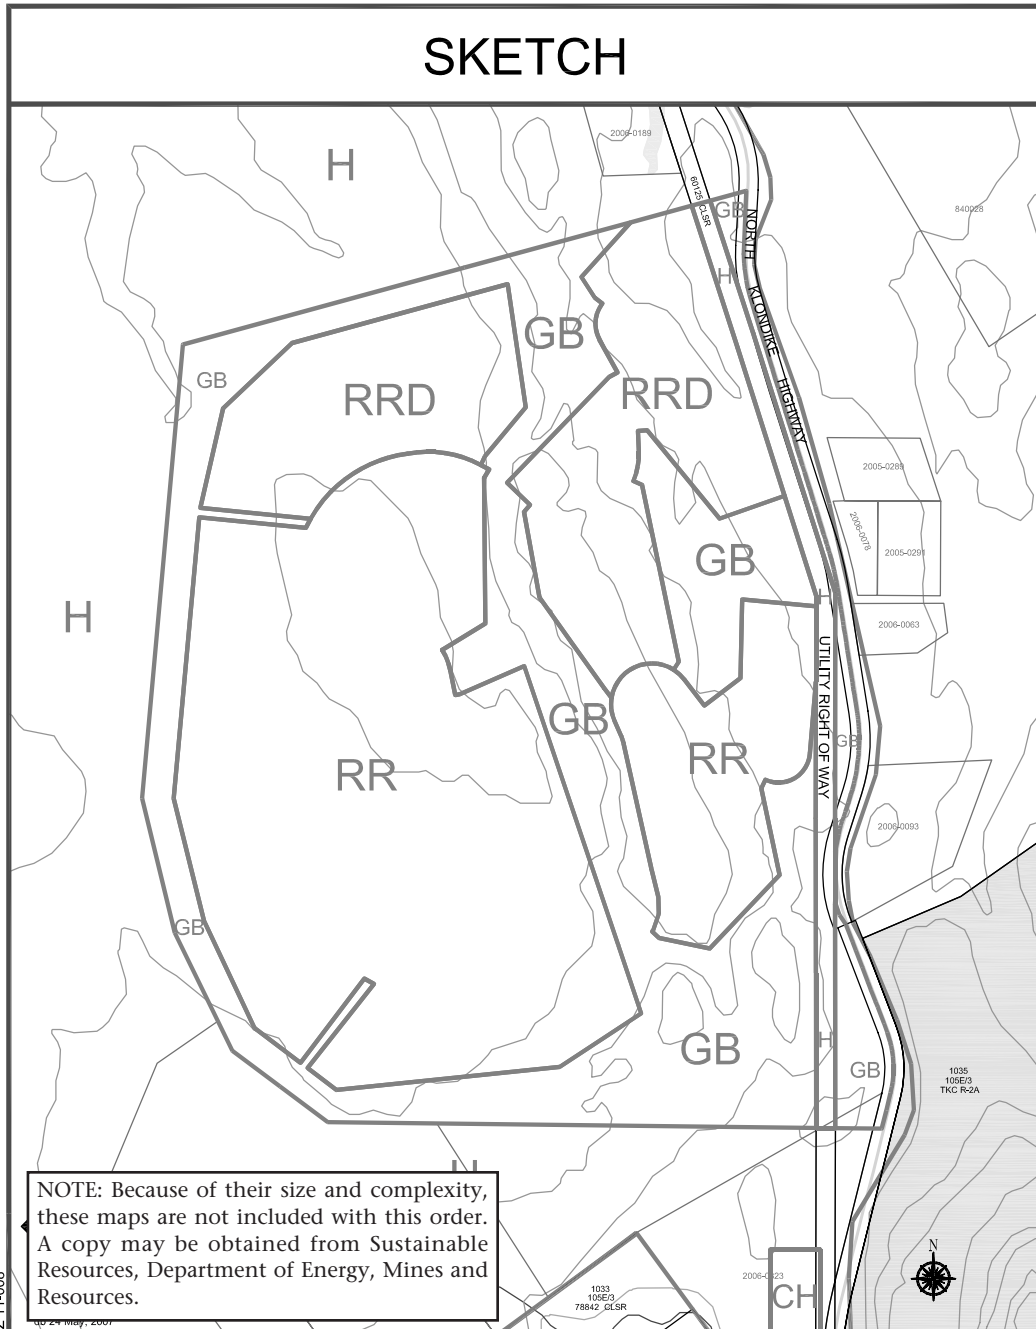 SKETCH
2006-0189
H
60125 CLSR
GB
NORTH
840028
H
KLONDIKE
GB
GB
HIGHWAY
RRD
RRD
2005-0289
2006-0078
2005-0291
GB
H
H
2006-0063
UTILITY RIGHT OF WAY
GB
GB
RR
RR
2006-0093
GB
H
GB
GB
1035
105E/3
TKC R-2A
NOTE: Because of their size and complexity,
these maps are not included with this order.
A copy may be obtained from Sustainable
Resources, Department of Energy, Mines and
Resources.
N
CH
1033
105E/3
78842 CLSR
24 May, 2007